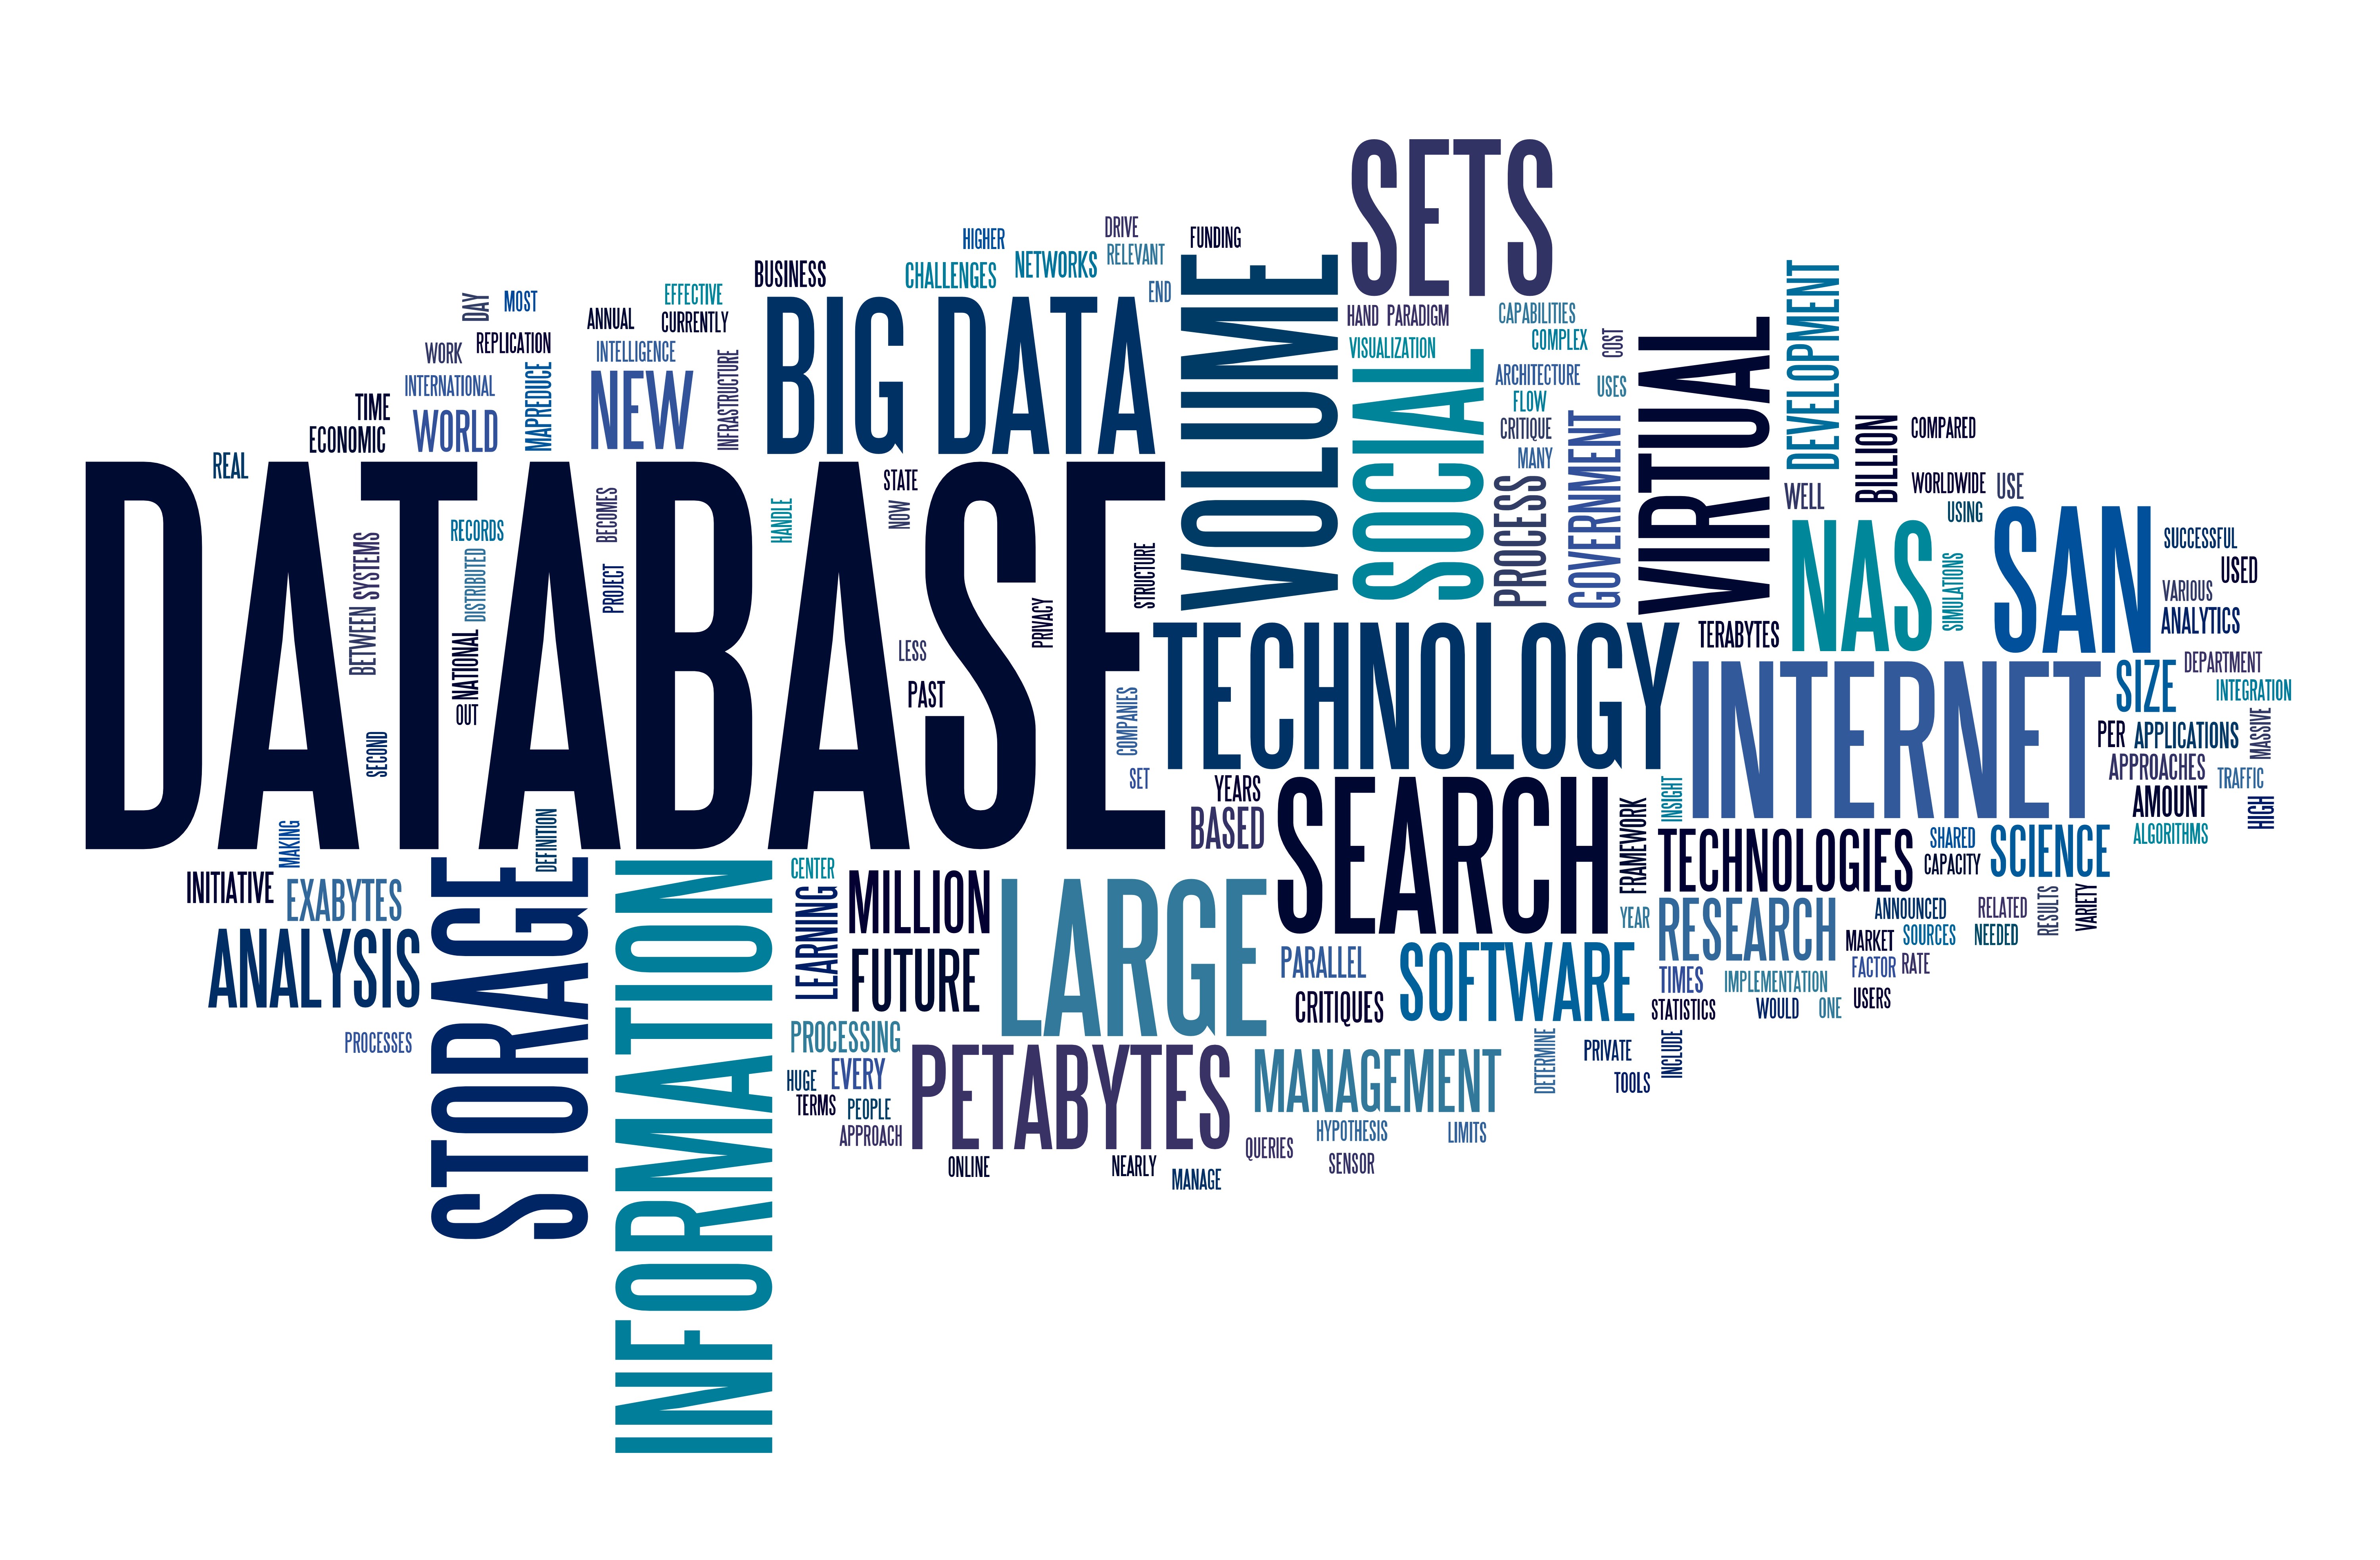 SETS
DRIVE
FUNDING
HIGHER
RELEVANT
NETWORKS
CHALLENGES
BUSINESS
END
EFFECTIVE
CURRENTLY
DAY
MOST
ANNUAL
REPLICATION
WORK
INTELLIGENCE
INTERNATIONAL
MAPREDUCE
NEW
INFRASTRUCTURE
BIG DATA
VOLUME
HAND PARADIGM
VISUALIZATION
CAPABILITIES
COMPLEX
COST
ARCHITECTURE
USES
FLOW
CRITIQUE
MANY
SOCIAL
PROCESS
GOVERNMENT
VIRTUAL
DEVELOPMENT
BILLION
COMPARED
WORLDWIDE
USE
USING
WELL
TIME
ECONOMIC
WORLD
REAL
DATABASE
BETWEEN SYSTEMS
RECORDS
DISTRIBUTED
NATIONAL
OUT
SECOND
BECOMES
PROJECT
HANDLE
STATE
NOW
LESS
PAST
PRIVACY
STRUCTURE
COMPANIES
SET
TECHNOLOGY
TERABYTES
NAS
SIMULATIONS
SAN
SUCCESSFUL
USED
VARIOUS
ANALYTICS
DEPARTMENT
INTEGRATION
SIZE
INTERNET
PER
APPLICATIONS
MASSIVE
APPROACHES
TRAFFIC
AMOUNT
HIGH
ALGORITHMS
YEARS
BASED
SEARCH
FRAMEWORK
INSIGHT
TECHNOLOGIES
SHARED
CAPACITY
SCIENCE
MAKING
DEFINITION
INITIATIVE
EXABYTES
ANALYSIS
PROCESSES
STORAGE
INFORMATION
CENTER
LEARNING
MILLION
FUTURE
LARGE
PARALLEL
CRITIQUES
SOFTWARE
YEAR
RESEARCH
ANNOUNCED
RELATED
RESULTS
VARIETY
MARKET
SOURCES
NEEDED
FACTOR
RATE
TIMES
IMPLEMENTATION
STATISTICS
WOULD
ONE
USERS
PROCESSING
HUGE
EVERY
TERMS
PEOPLE
APPROACH
PETABYTES
MANAGEMENT
DETERMINE
PRIVATE
INCLUDE
TOOLS
ONLINE
NEARLY
MANAGE
QUERIES
HYPOTHESIS
SENSOR
LIMITS